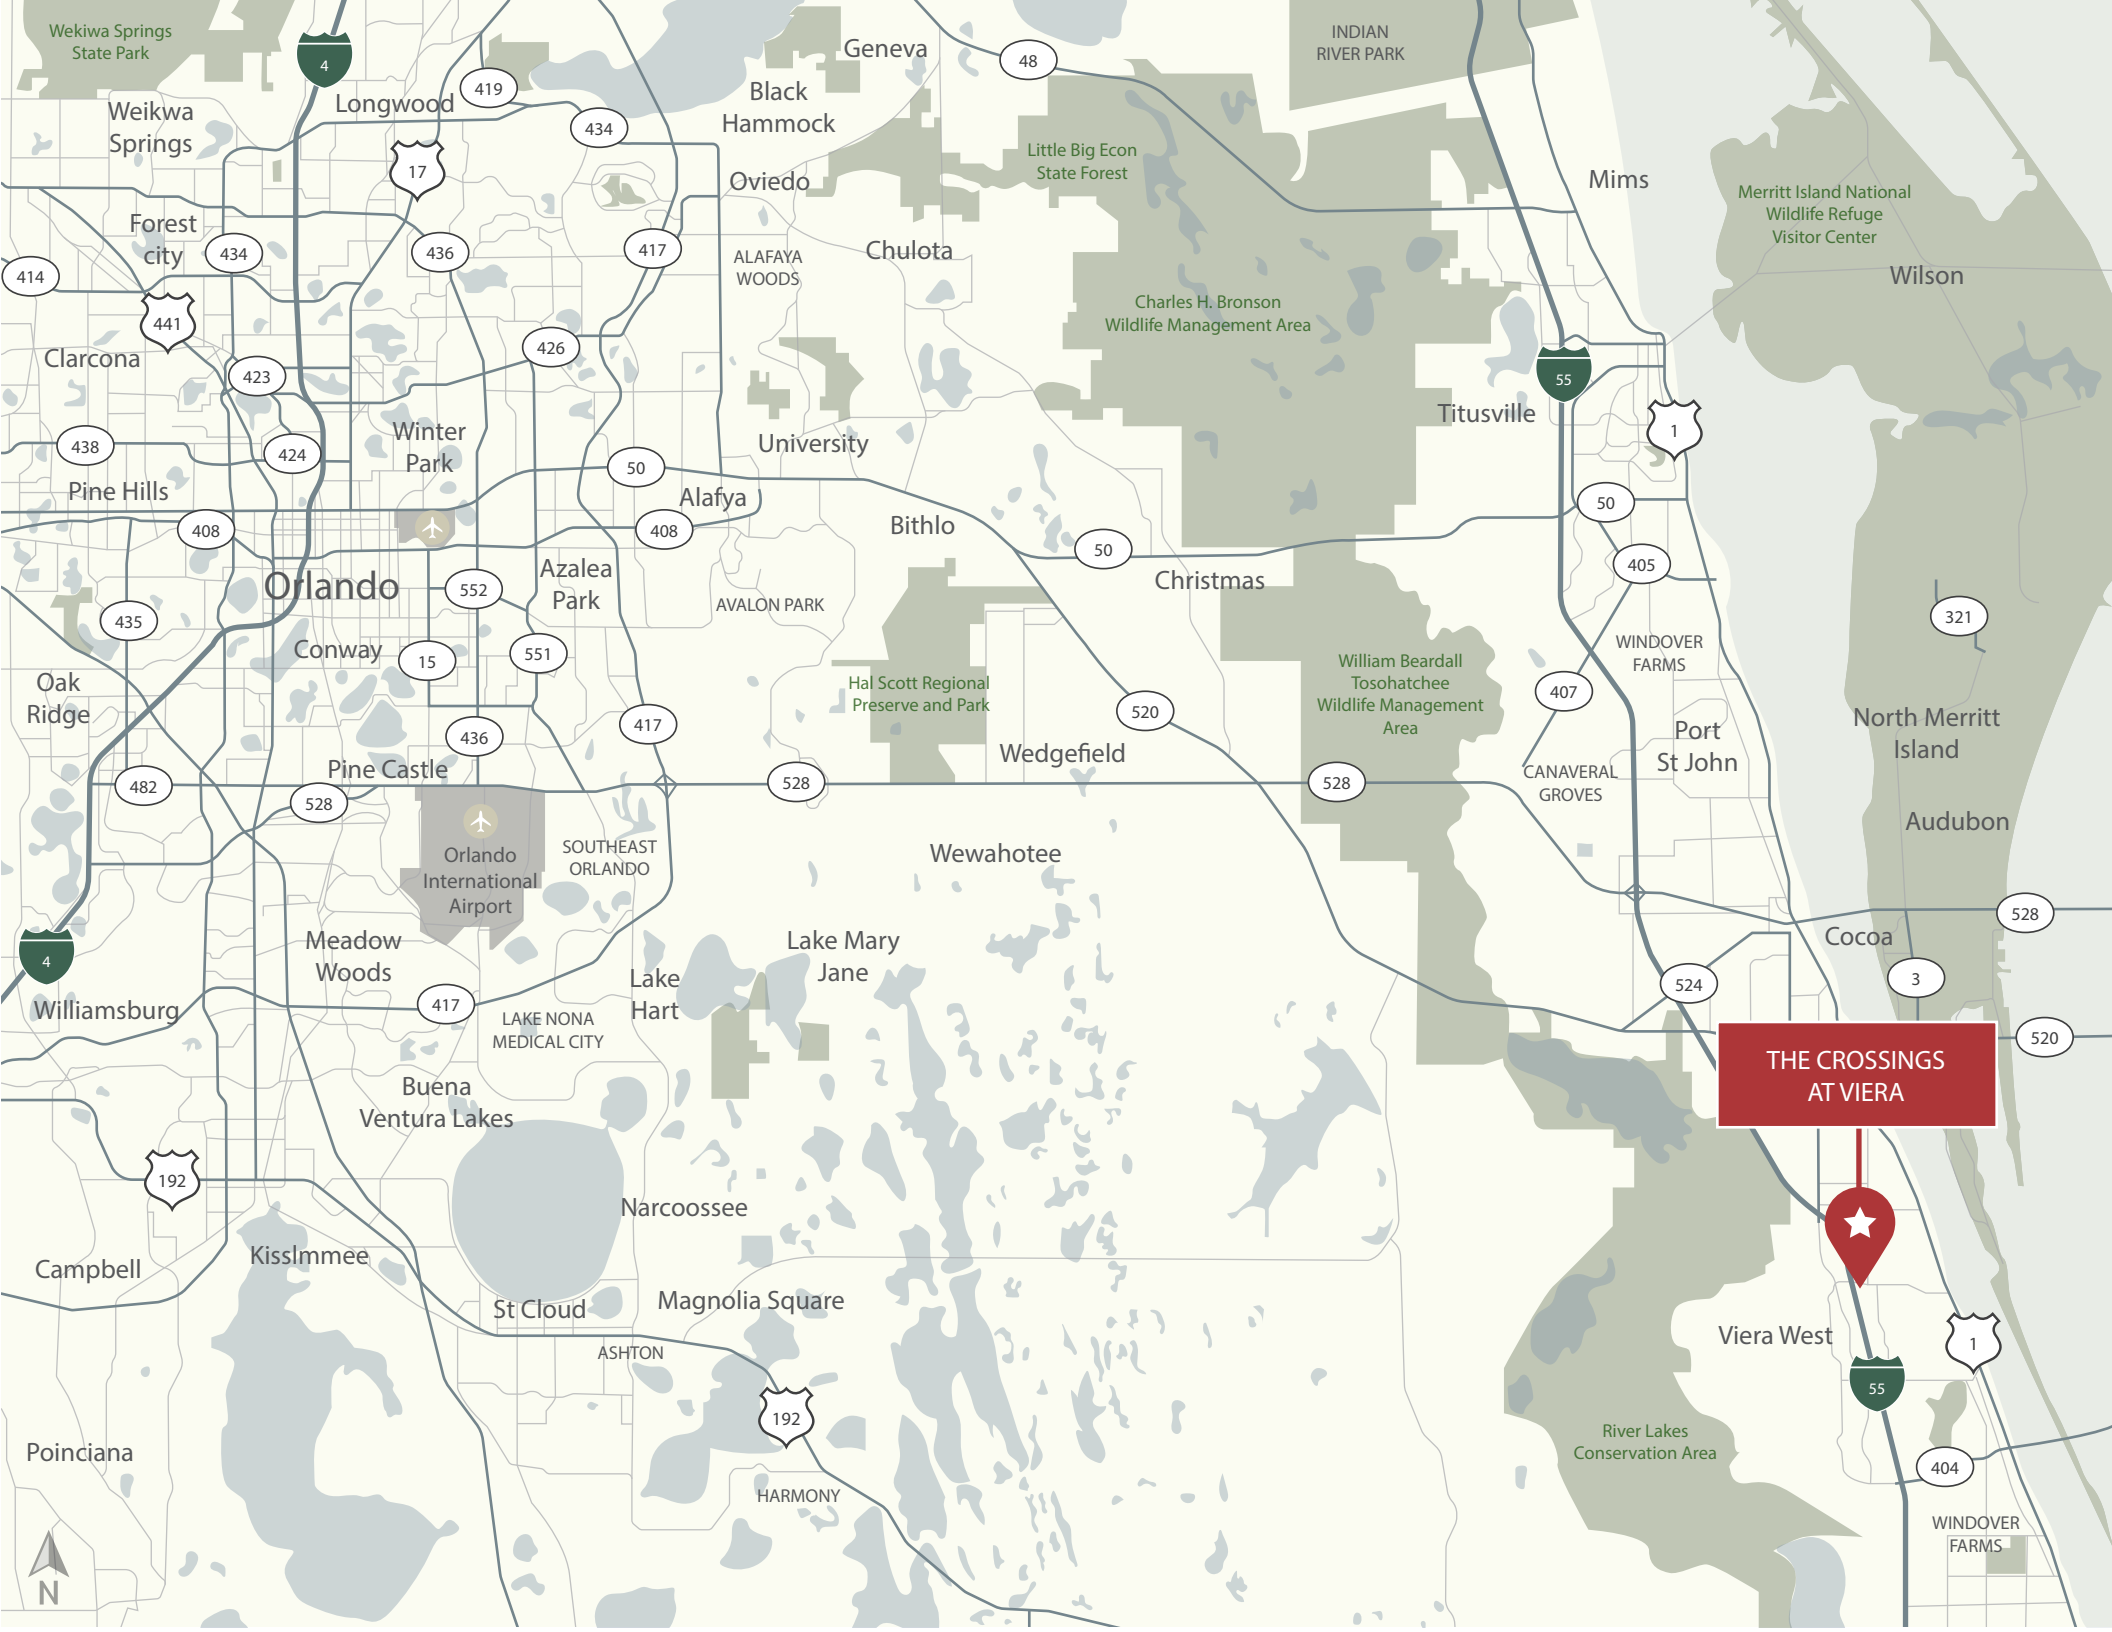 Wekiwa Springs
State Park
4
419
Geneva
48
INDIAN
RIVER PARK
Weikwa
Springs
Longwood
Black
Hammock
434
17
Little Big Econ
State Forest
Oviedo
Mims
Merritt Island National
Wildlife Refuge
Visitor Center
Forest
city
434
436
417
ALAFAYA
WOODS
Chulota
414
Wilson
441
Charles H. Bronson
Wildlife Management Area
Clarcona
426
423
55
Titusville
1
438
424
Winter
Park
University
50
Pine Hills
Alafya
50
408
408
Bithlo
50
405
Orlando
552
Azalea
Park
Christmas
AVALON PARK
435
321
Conway
15
551
WINDOVER
FARMS
Oak
Ridge
Hal Scott Regional
Preserve and Park
William Beardall
Tosohatchee
Wildlife Management
Area
407
417
520
436
Port
St John
North Merritt
Island
Pine Castle
Wedgefield
482
528
528
528
CANAVERAL
GROVES
Audubon
SOUTHEAST
ORLANDO
Orlando
International
Airport
Wewahotee
528
4
Meadow
Woods
Lake Mary
Jane
Cocoa
Lake
Hart
524
3
Williamsburg
417
LAKE NONA
MEDICAL CITY
520
THE CROSSINGS
AT VIERA
Buena
Ventura Lakes
192
Narcoossee
Campbell
KissImmee
St Cloud
Magnolia Square
ASHTON
Viera West
1
55
192
Poinciana
River Lakes
Conservation Area
404
HARMONY
WINDOVER
FARMS
N